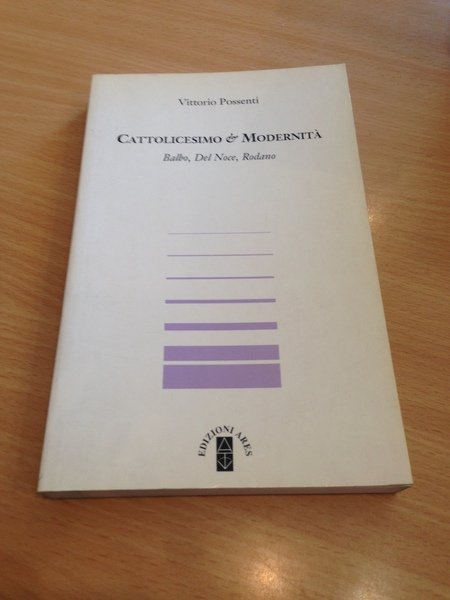 Vittorio Possenti
CATTOLICESIMO & MODERNITÀ
Balbo, Del Noce, Rodano
EDIZIONI ARES